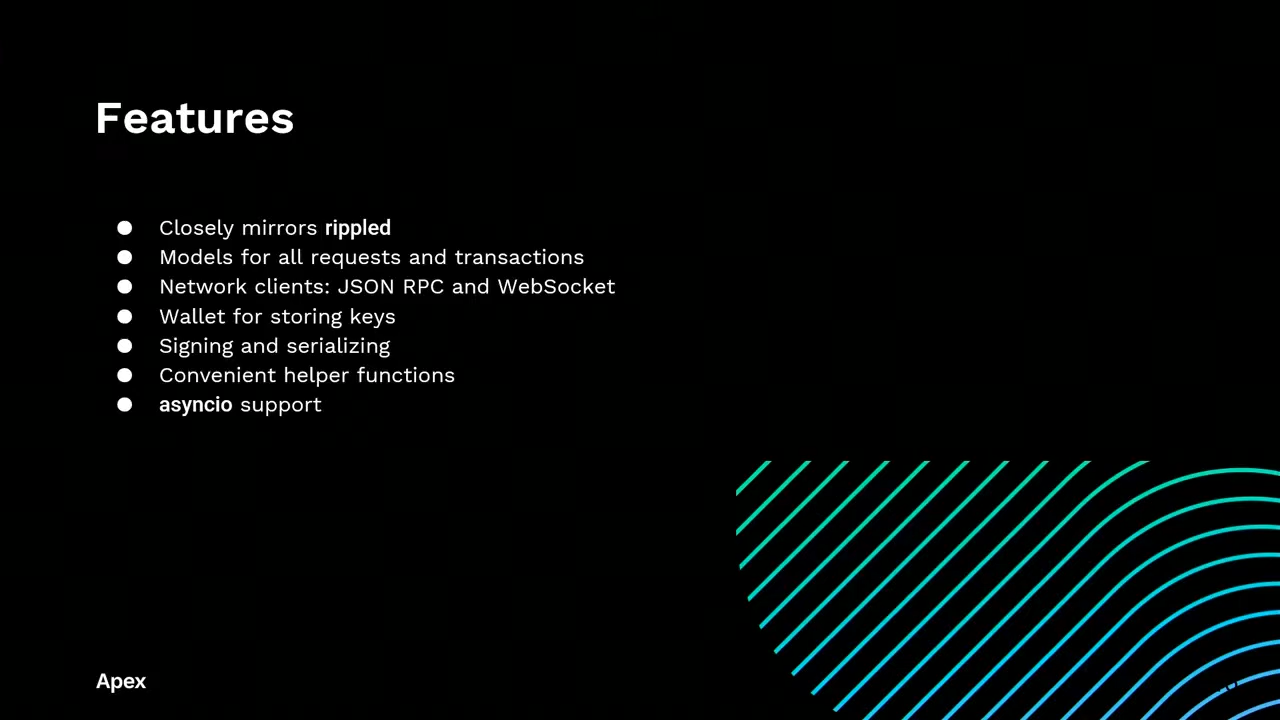 Features
● Closely mirrors rippled
● Models for all requests and transactions
● Network clients: JSON RPC and WebSocket
● Wallet for storing keys
● Signing and serializing
● Convenient helper functions
● asyncio support
Apex